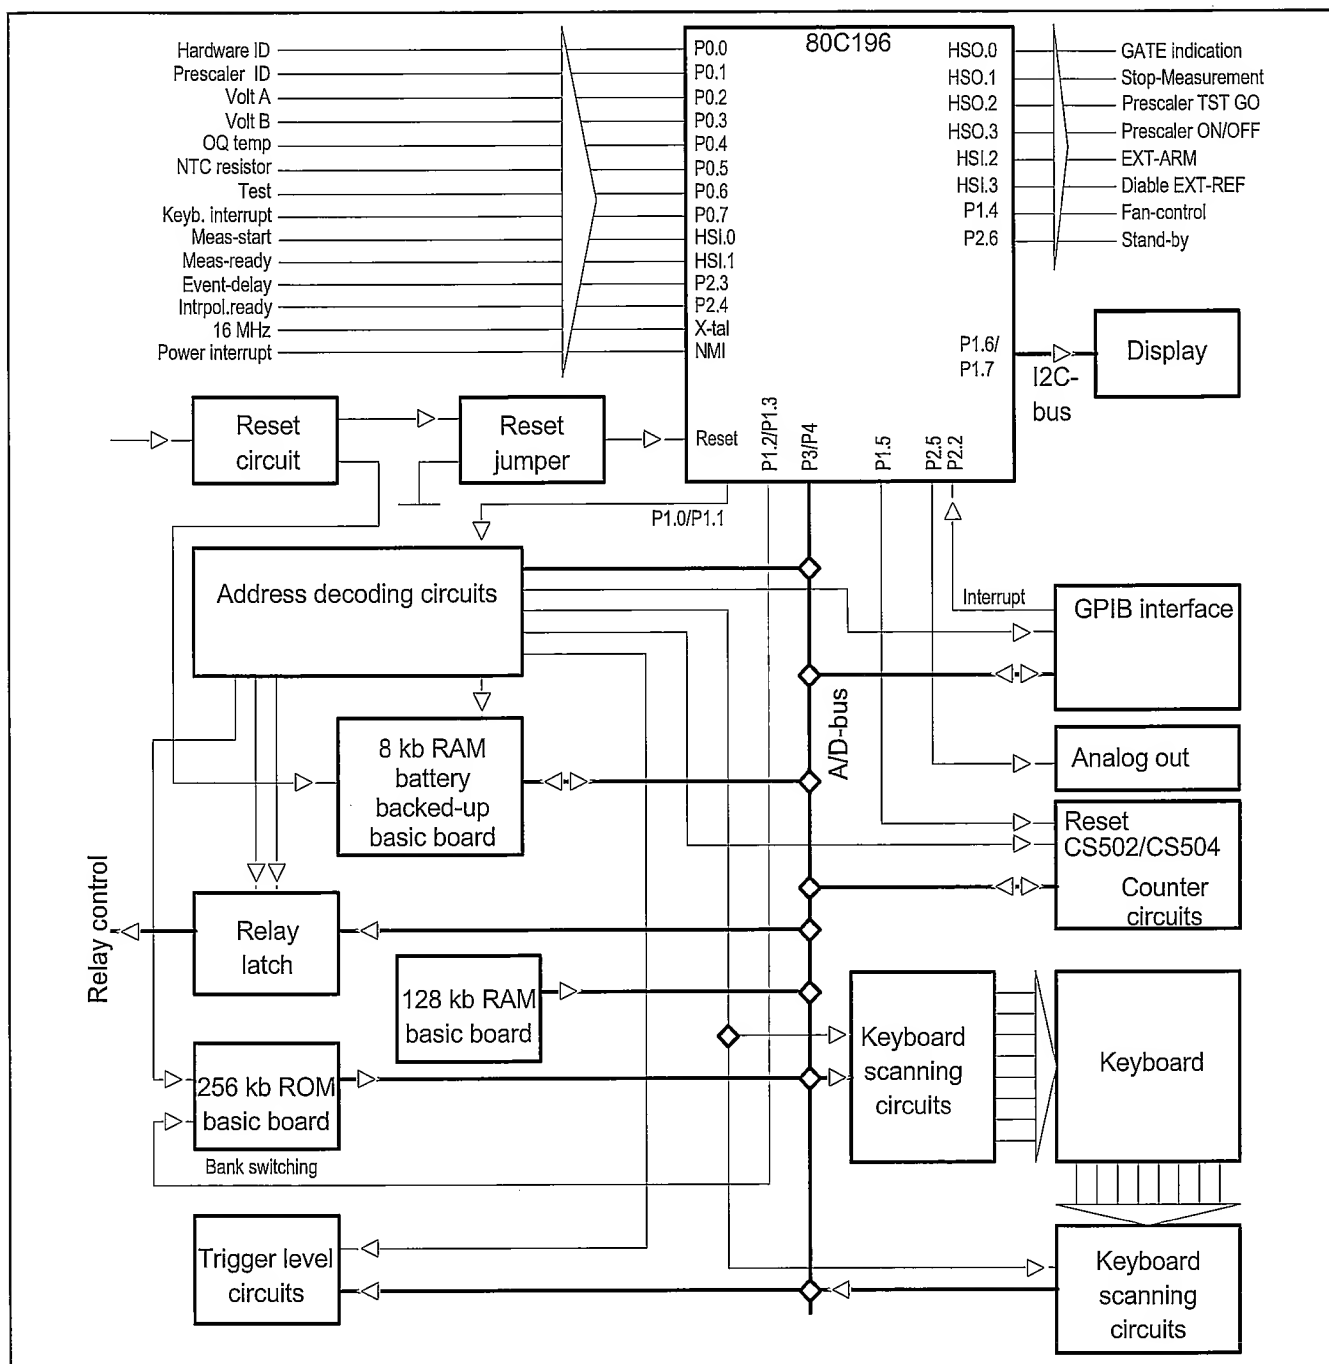 80C196
Hardware ID
Prescaler ID
Volt A
Volt B
OQ temp
NTC resistor
Test
Keyb. interrupt
Meas-start
Meas-ready
Event-delay
Intrpol.ready
16 MHz
Power interrupt
P0.0
P0.1
P0.2
P0.3
P0.4
P0.5
P0.6
P0.7
HSI.0
HSI.1
P2.3
P2.4
X-tal
NMI
HSO.0
HSO.1
HSO.2
HSO.3
HSI.2
HSI.3
P1.4
P2.6
GATE indication
Stop-Measurement
Prescaler TST GO
Prescaler ON/OFF
EXT-ARM
Diable EXT-REF
Fan-control
Stand-by
P1.6/
P1.7
I2C-
bus
Display
Reset
circuit
Reset
jumper
Reset
P1.2/P1.3
P3/P4
P1.5
P2.5
P2.2
P1.0/P1.1
Address decoding circuits
Interrupt
GPIB interface
A/D-bus
8 kb RAM
battery
backed-up
basic board
Analog out
Reset
CS502/CS504
Counter
circuits
Relay control
Relay
latch
128 kb RAM
basic board
Keyboard
scanning
circuits
Keyboard
256 kb ROM
basic board
Bank switching
Trigger level
circuits
Keyboard
scanning
circuits